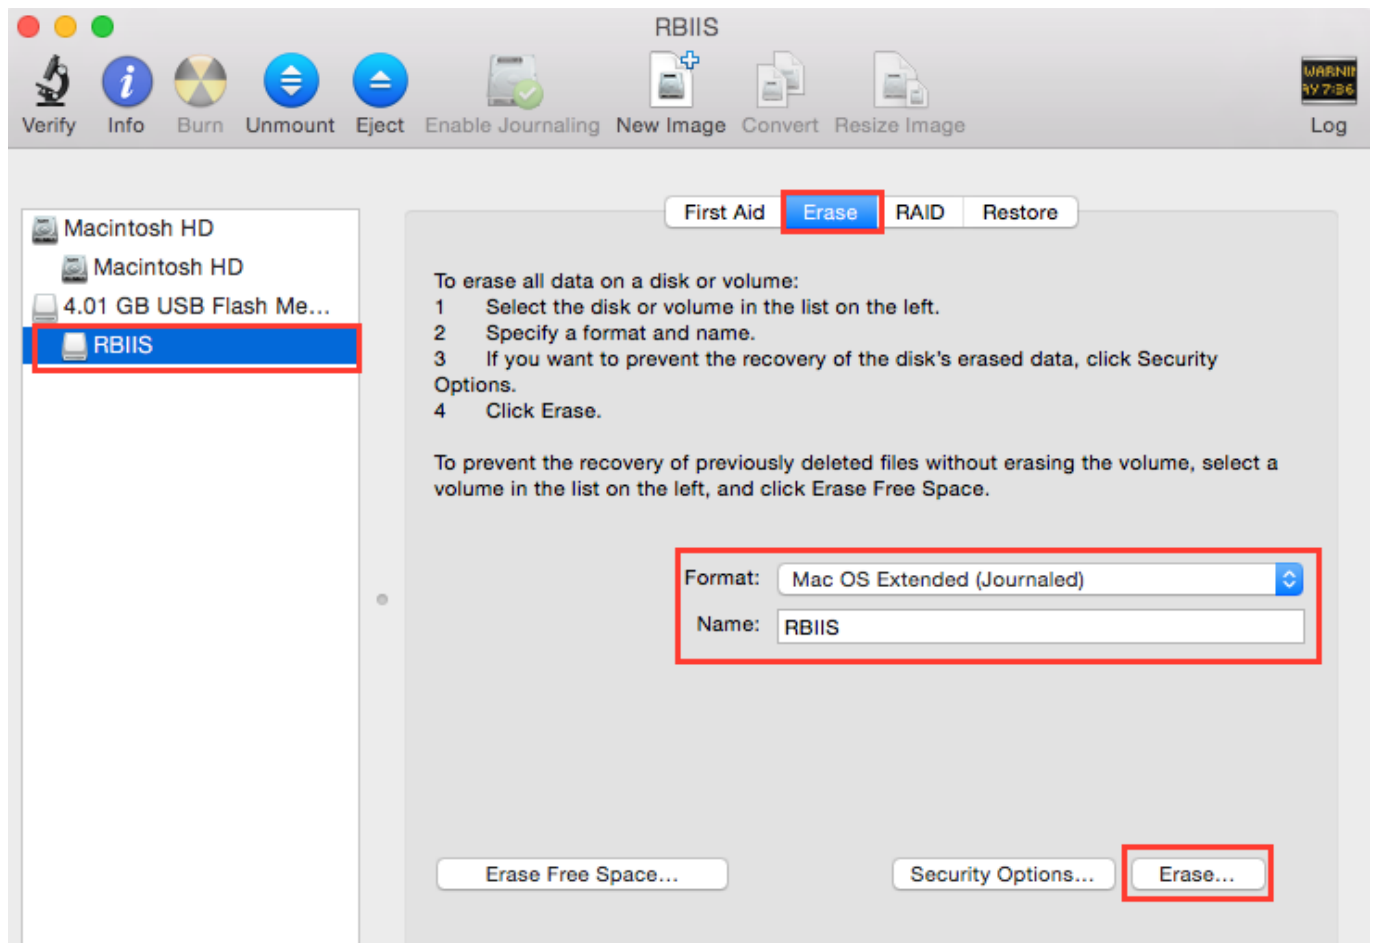 RBIIS
Verify Info Burn Unmount Eject Enable Journaling New Image Convert Resize Image Log
WARNIN
AY 7:36
First Aid Erase RAID Restore
Macintosh HD
Macintosh HD
4.01 GB USB Flash Me...
RBIIS
To erase all data on a disk or volume:
1 Select the disk or volume in the list on the left.
2 Specify a format and name.
3 If you want to prevent the recovery of the disk's erased data, click Security
Options.
4 Click Erase.
To prevent the recovery of previously deleted files without erasing the volume, select a
volume in the list on the left, and click Erase Free Space.
Format: Mac OS Extended (Journaled)
Name: RBIIS
Erase Free Space... Security Options... Erase...